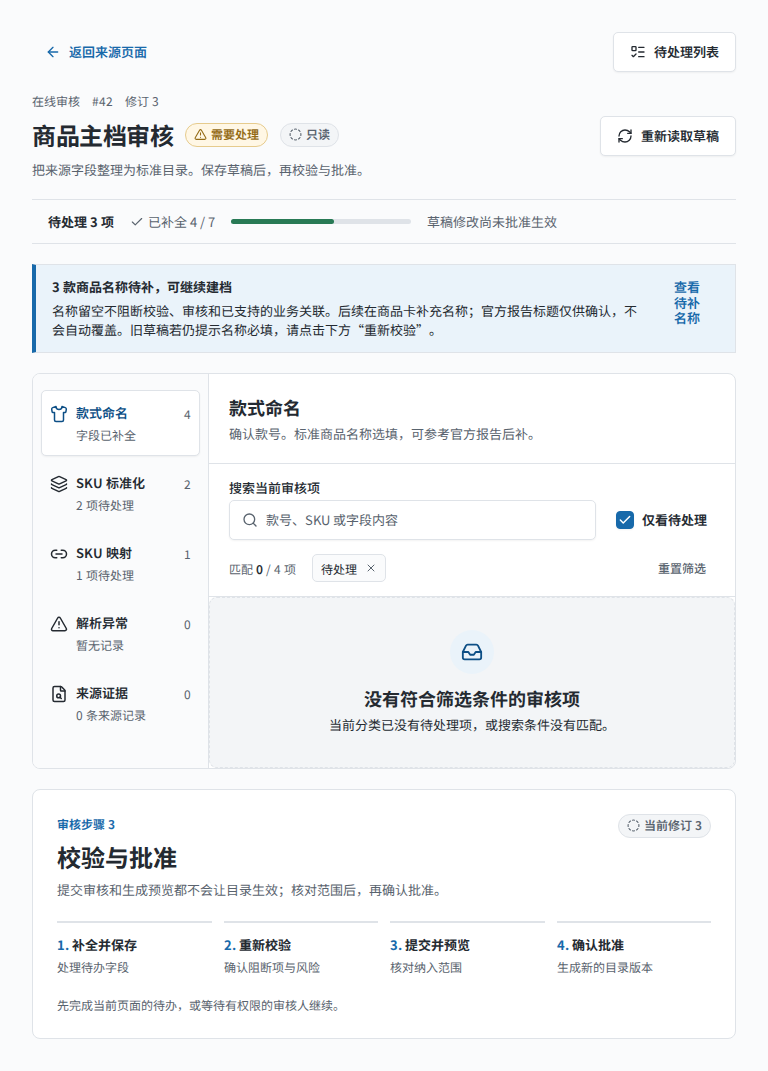 返回来源页面
待处理列表
在线审核 #42 修订 3
商品主档审核
需要处理
只读
重新读取草稿
把来源字段整理为标准目录。保存草稿后，再校验与批准。
待处理 3 项
已补全 4 / 7
草稿修改尚未批准生效
3 款商品名称待补，可继续建档
名称留空不阻断校验、审核和已支持的业务关联。后续在商品卡补充名称；官方报告标题仅供确认，不
会自动覆盖。旧草稿若仍提示名称必填，请点击下方“重新校验”。
查看
待补
名称
款式命名 4
字段已补全
SKU 标准化 2
2 项待处理
SKU 映射 1
1 项待处理
解析异常 0
暂无记录
来源证据 0
0 条来源记录
款式命名
确认款号。标准商品名称选填，可参考官方报告后补。
搜索当前审核项
款号、SKU 或字段内容
仅看待处理
匹配 0 / 4 项
待处理
重置筛选
没有符合筛选条件的审核项
当前分类已没有待处理项，或搜索条件没有匹配。
审核步骤 3
当前修订 3
校验与批准
提交审核和生成预览都不会让目录生效；核对范围后，再确认批准。
1. 补全并保存
处理待办字段
2. 重新校验
确认阻断项与风险
3. 提交并预览
核对纳入范围
4. 确认批准
生成新的目录版本
先完成当前页面的待办，或等待有权限的审核人继续。